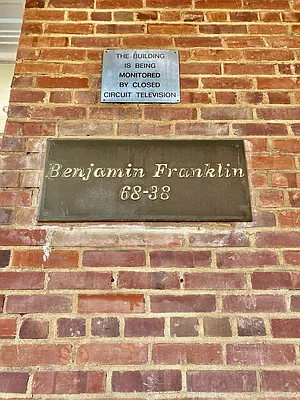 THE BUILDING
IS BEING
MONITORED
BY CLOSED
CIRCUIT TELEVISION
Benjamin Franklin
68-38